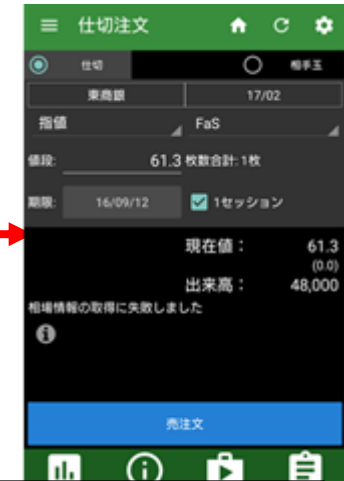 仕切注文
仕切 相手玉
東商銀 17/02
指値 FaS
値段: 61.3 枚数合計: 1枚
期限: 16/09/12 1セッション
現在値： 61.3
(0.0)
出来高： 48,000
相場情報の取得に失敗しました
売注文